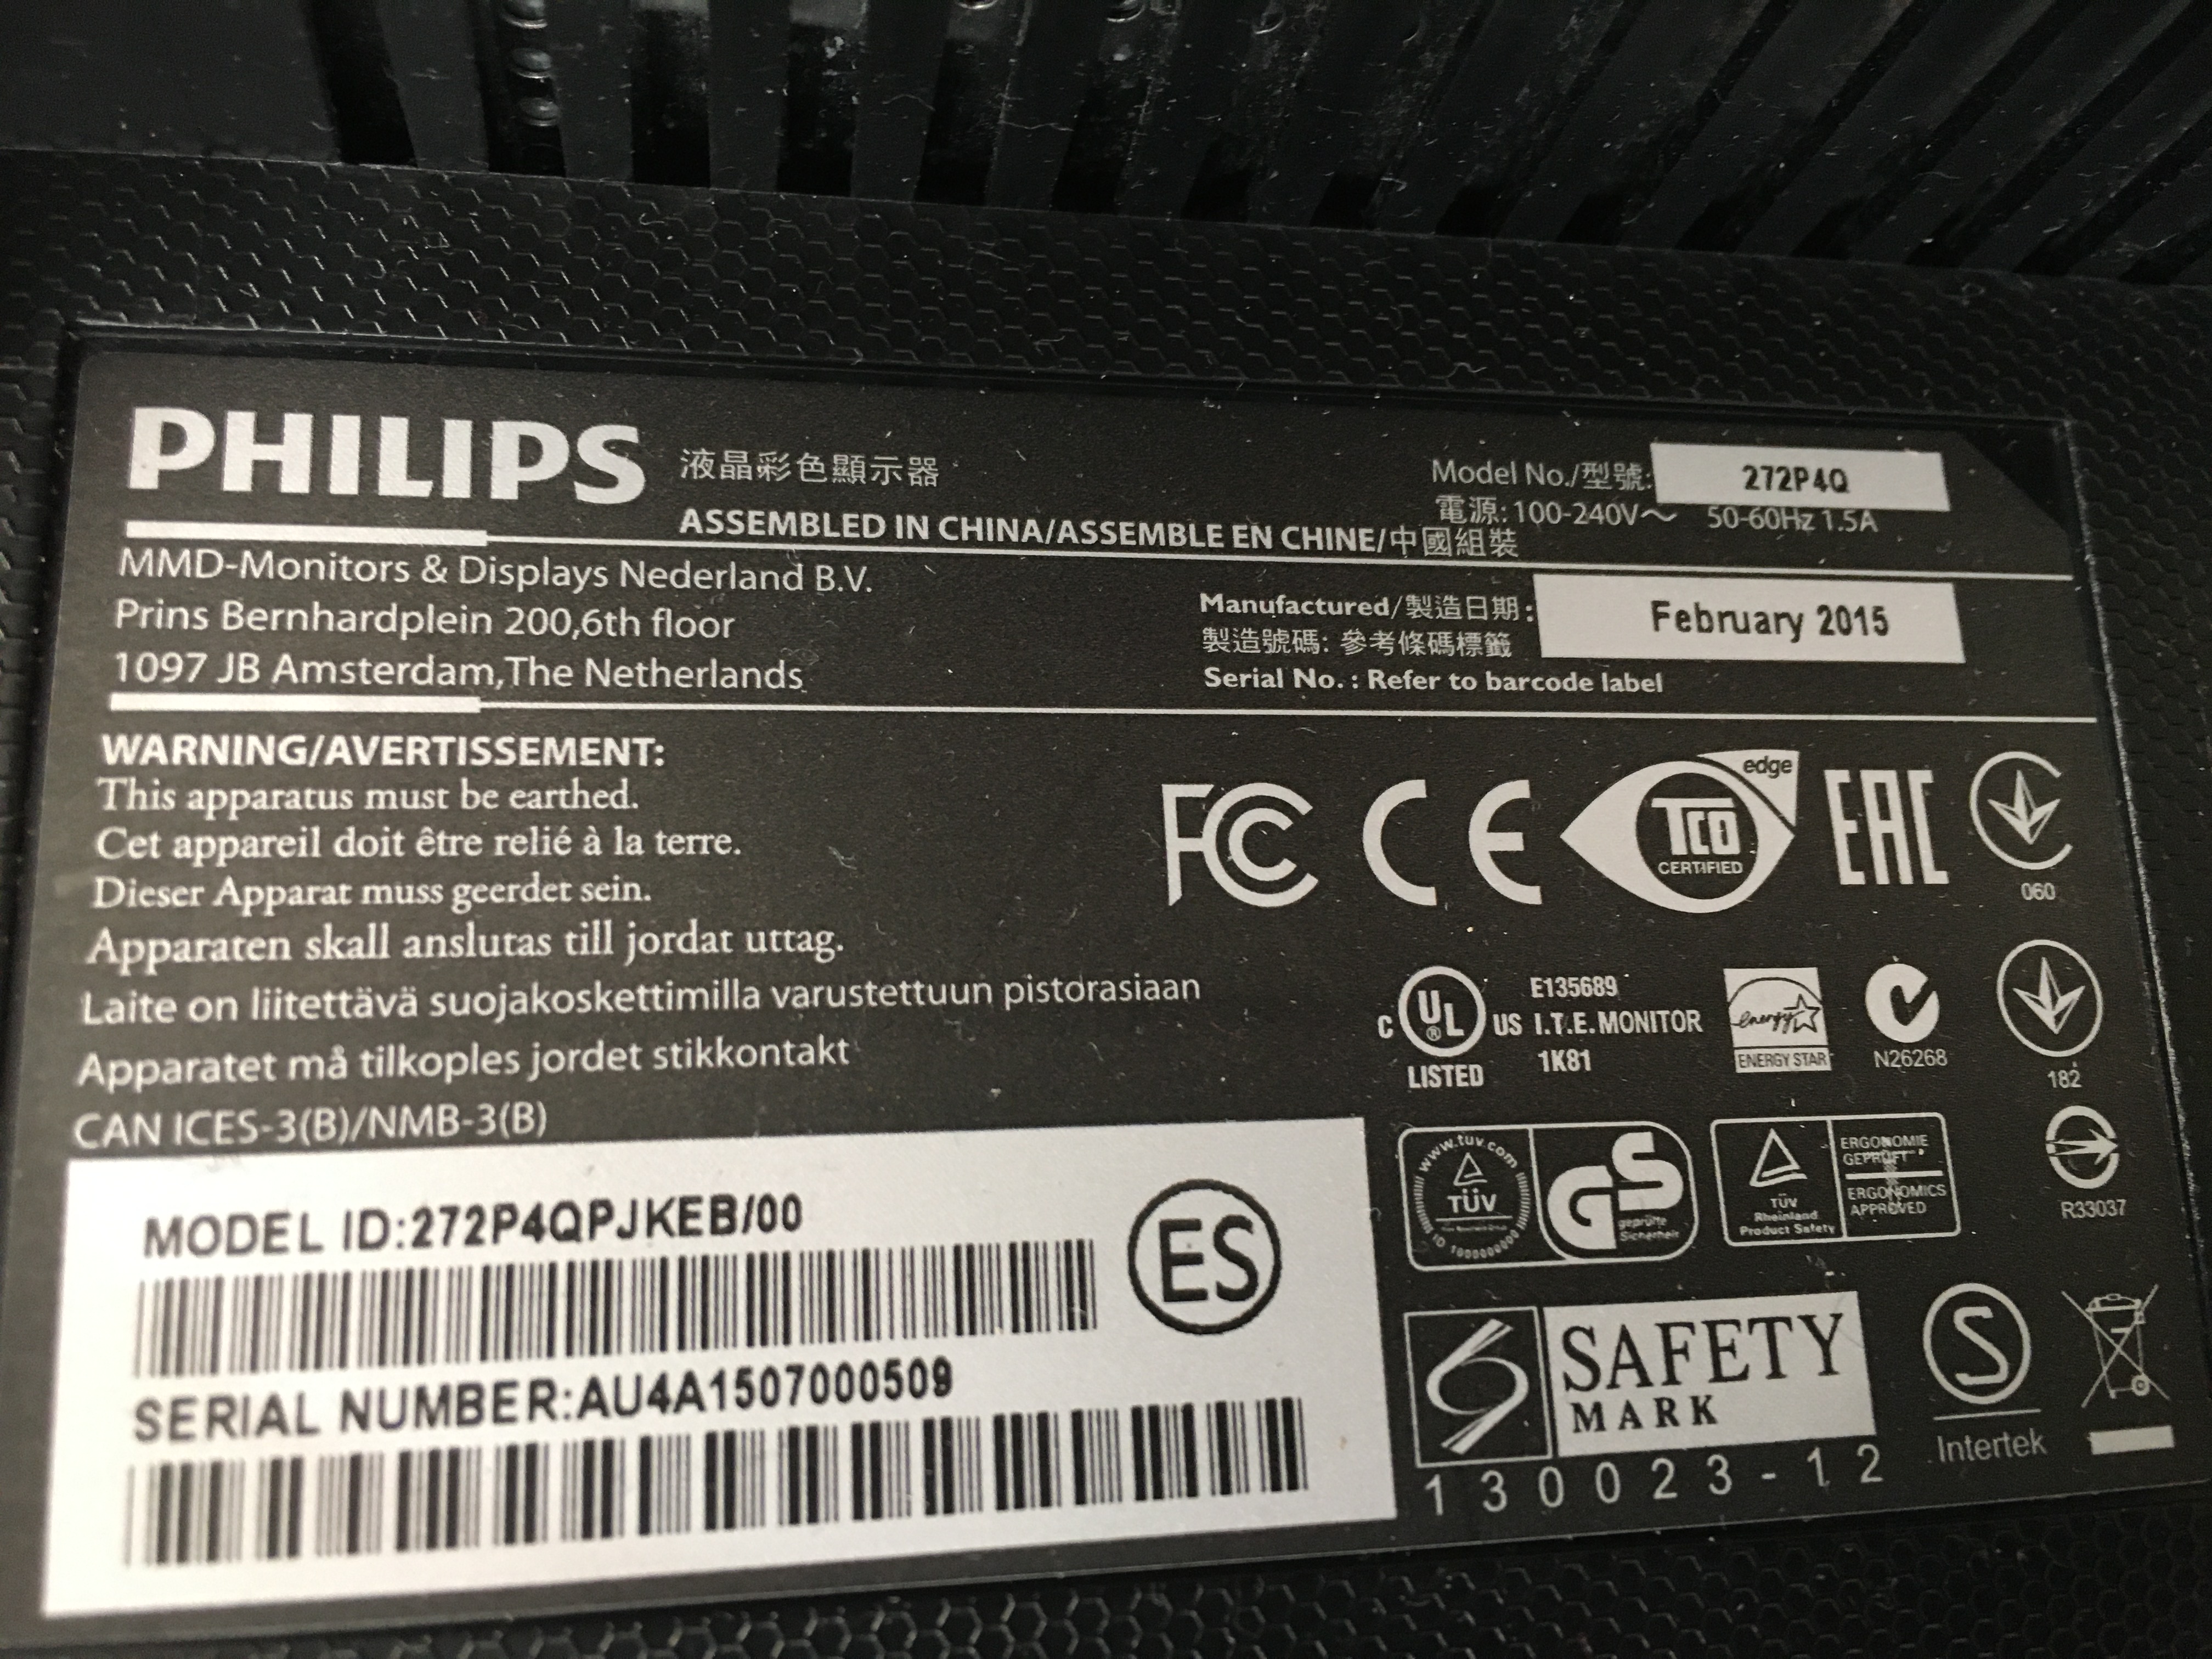 PHILIPS 液晶彩色顯示器
Model No./型號: 272P4Q
電源: 100-240V～ 50-60Hz 1.5A
ASSEMBLED IN CHINA/ASSEMBLE EN CHINE/中國組裝
MMD-Monitors & Displays Nederland B.V.
Prins Bernhardplein 200,6th floor
1097 JB Amsterdam,The Netherlands
Manufactured/製造日期: February 2015
製造號碼: 參考條碼標籤
Serial No. : Refer to barcode label
WARNING/AVERTISSEMENT:
This apparatus must be earthed.
Cet appareil doit être relié à la terre.
Dieser Apparat muss geerdet sein.
Apparaten skall anslutas till jordat uttag.
Laite on liitettävä suojakoskettimilla varustettuun pistorasiaan
Apparatet må tilkoples jordet stikkontakt
CAN ICES-3(B)/NMB-3(B)
FC CE TCO CERTIFIED edge EAC
060
C UL ® US
LISTED
E135689
I.T.E. MONITOR
1K81
energy
ENERGY STAR
N26268
182
www.tuv.com
TÜV
ID 1000000000
GS
geprüfte
Sicherheit
TÜV
Rheinland
Product Safety
ERGONOMIE
GEPRÜFT
ERGONOMICS
APPROVED
R33037
MODEL ID:272P4QPJKEB/00
ES
SERIAL NUMBER:AU4A1507000509
SAFETY
MARK
130023-12
S
Intertek